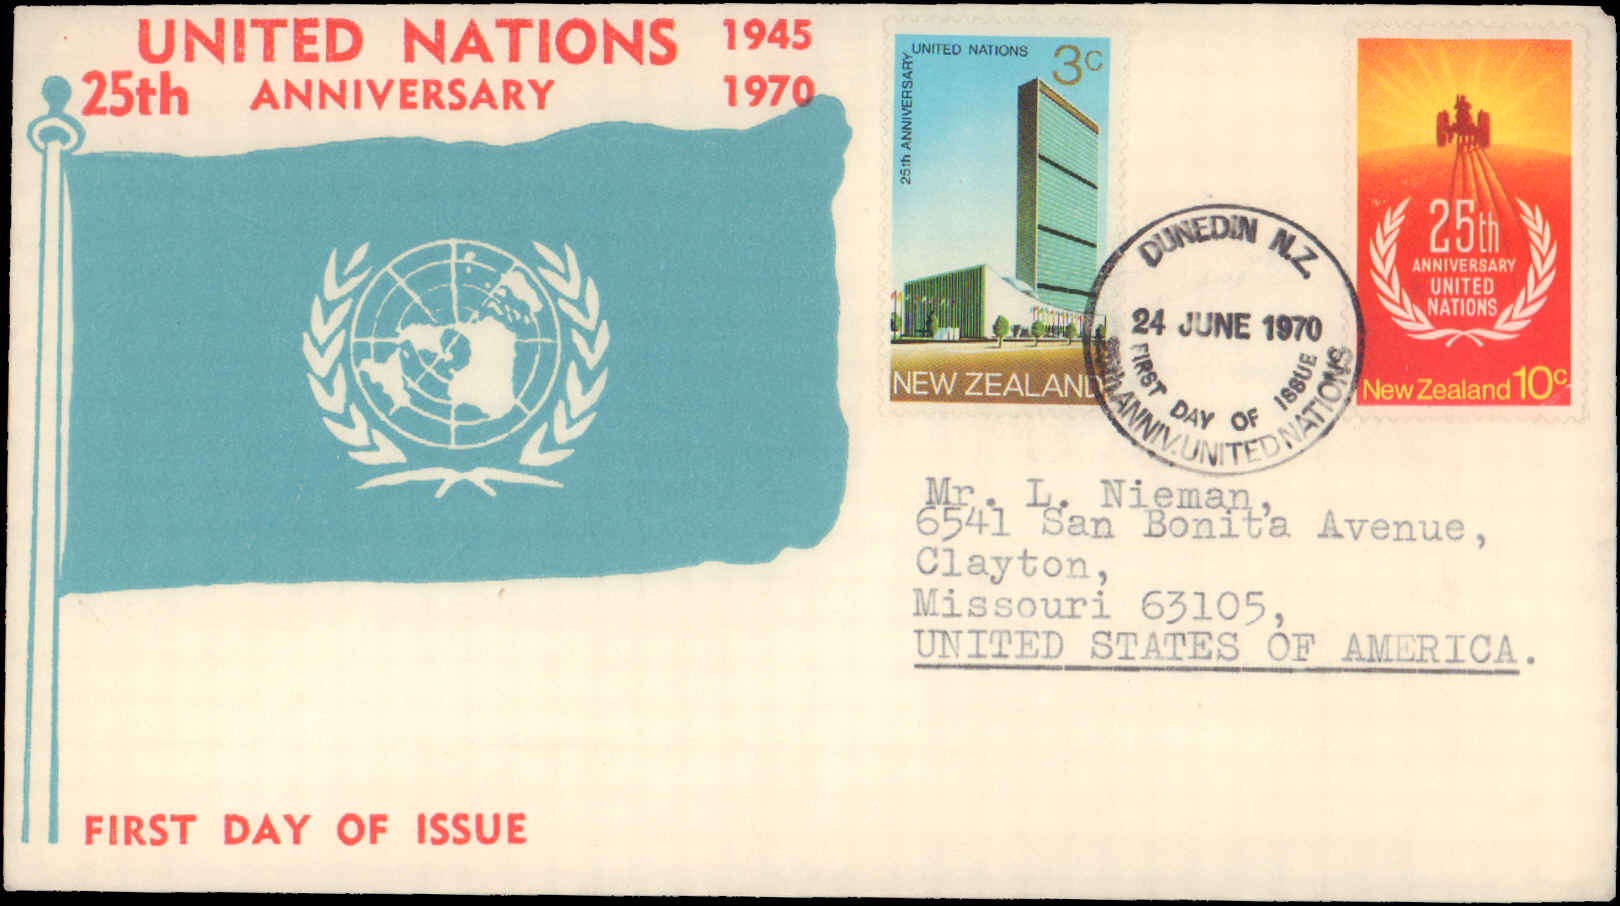 UNITED NATIONS 1945
25th ANNIVERSARY 1970
FIRST DAY OF ISSUE
UNITED NATIONS
25th ANNIVERSARY
3c
NEW ZEALAND
25th
ANNIVERSARY
UNITED
NATIONS
New Zealand 10c
DUNEDIN N.Z.
24 JUNE 1970
FIRST DAY OF ISSUE
25th ANNIV. UNITED NATIONS
Mr. L. Nieman,
6541 San Bonita Avenue,
Clayton,
Missouri 63105,
UNITED STATES OF AMERICA.